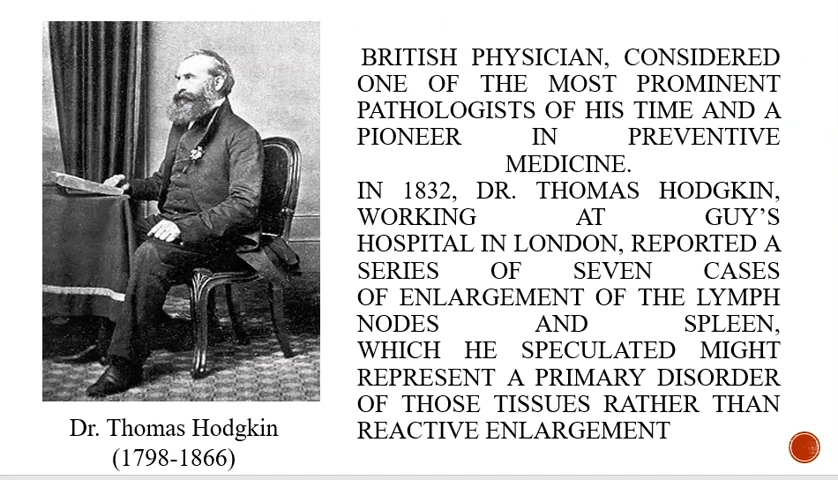 BRITISH PHYSICIAN, CONSIDERED
ONE OF THE MOST PROMINENT
PATHOLOGISTS OF HIS TIME AND A
PIONEER IN PREVENTIVE
MEDICINE.
IN 1832, DR. THOMAS HODGKIN,
WORKING AT GUY’S
HOSPITAL IN LONDON, REPORTED A
SERIES OF SEVEN CASES
OF ENLARGEMENT OF THE LYMPH
NODES AND SPLEEN,
WHICH HE SPECULATED MIGHT
REPRESENT A PRIMARY DISORDER
OF THOSE TISSUES RATHER THAN
REACTIVE ENLARGEMENT
Dr. Thomas Hodgkin
(1798-1866)